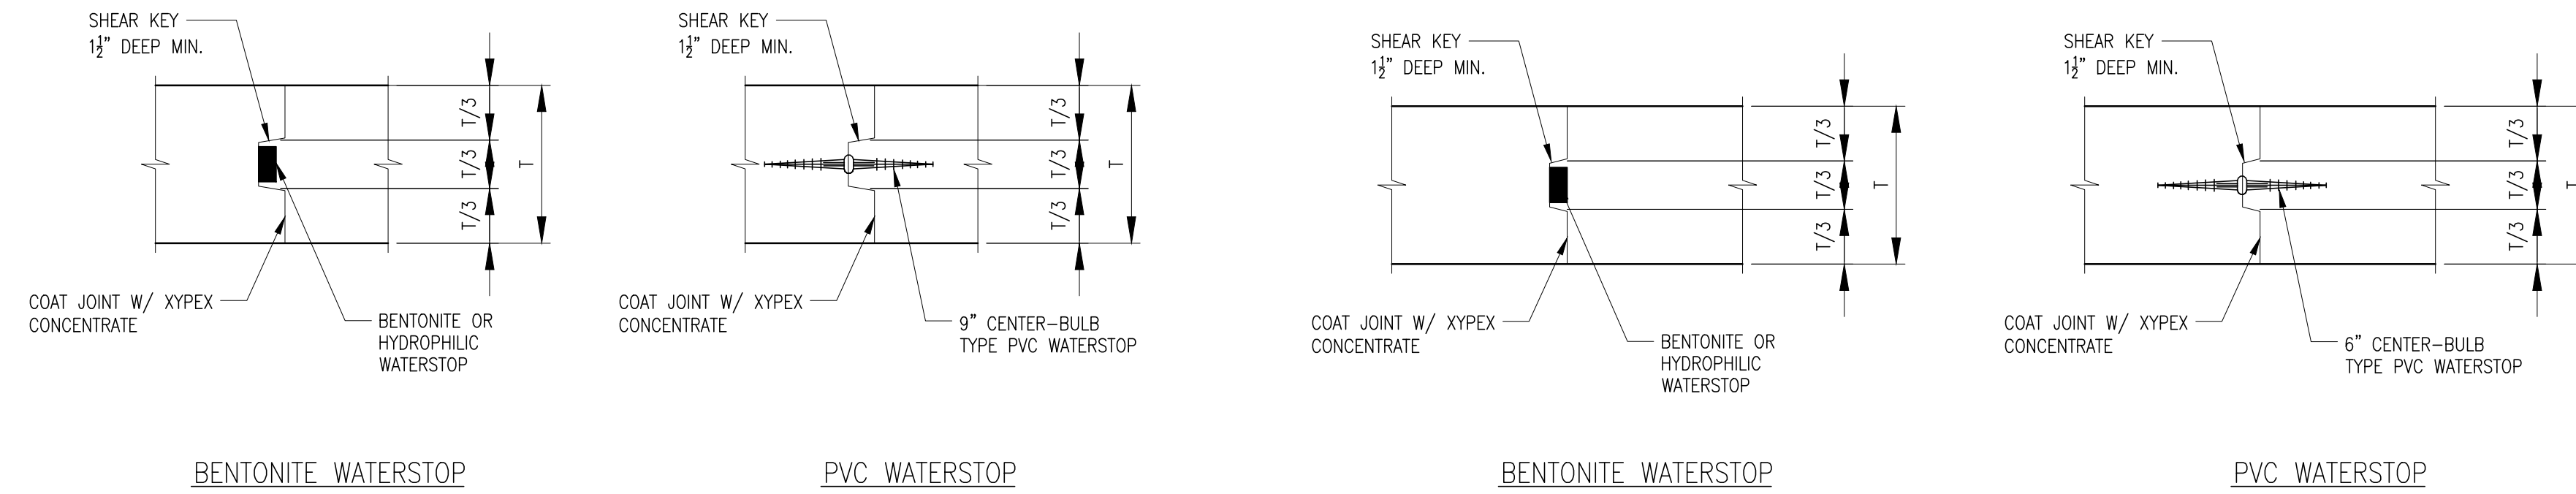 SHEAR KEY
1½" DEEP MIN.
T/3
T/3
T/3
T
COAT JOINT W/ XYPEX
CONCENTRATE
BENTONITE OR
HYDROPHILIC
WATERSTOP
BENTONITE WATERSTOP
SHEAR KEY
1½" DEEP MIN.
T/3
T/3
T/3
T
COAT JOINT W/ XYPEX
CONCENTRATE
9" CENTER-BULB
TYPE PVC WATERSTOP
PVC WATERSTOP
SHEAR KEY
1½" DEEP MIN.
T/3
T/3
T/3
T
COAT JOINT W/ XYPEX
CONCENTRATE
BENTONITE OR
HYDROPHILIC
WATERSTOP
BENTONITE WATERSTOP
SHEAR KEY
1½" DEEP MIN.
T/3
T/3
T/3
T
COAT JOINT W/ XYPEX
CONCENTRATE
6" CENTER-BULB
TYPE PVC WATERSTOP
PVC WATERSTOP